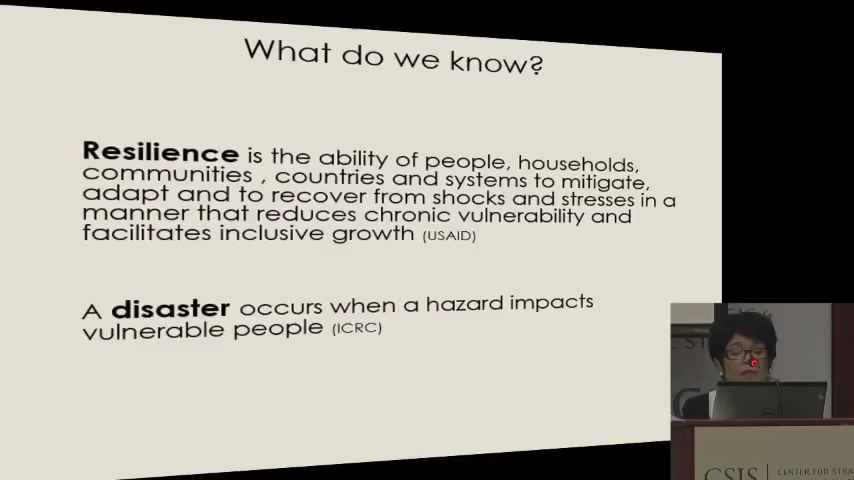 What do we know?
Resilience is the ability of people, households,
communities , countries and systems to mitigate,
adapt and to recover from shocks and stresses in a
manner that reduces chronic vulnerability and
facilitates inclusive growth (USAID)
A disaster occurs when a hazard impacts
vulnerable people (ICRC)
CSIS | CENTER FOR STRA